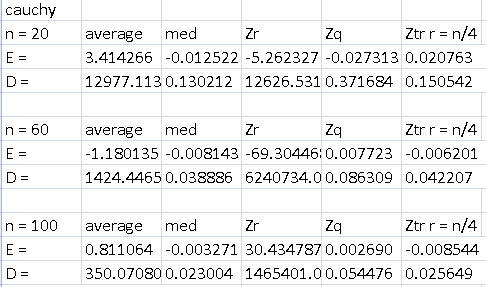 cauchy
n = 20 average med Zr Zq Ztr r = n/4
E = 3.414266 -0.012522 -5.262327 -0.027313 0.020763
D = 12977.113 0.130212 12626.531 0.371684 0.150542
n = 60 average med Zr Zq Ztr r = n/4
E = -1.180135 -0.008143 -69.30446 0.007723 -0.006201
D = 1424.4465 0.038886 6240734.0 0.086309 0.042207
n = 100 average med Zr Zq Ztr r = n/4
E = 0.811064 -0.003271 30.434787 0.002690 -0.008544
D = 350.07080 0.023004 1465401.0 0.054476 0.025649